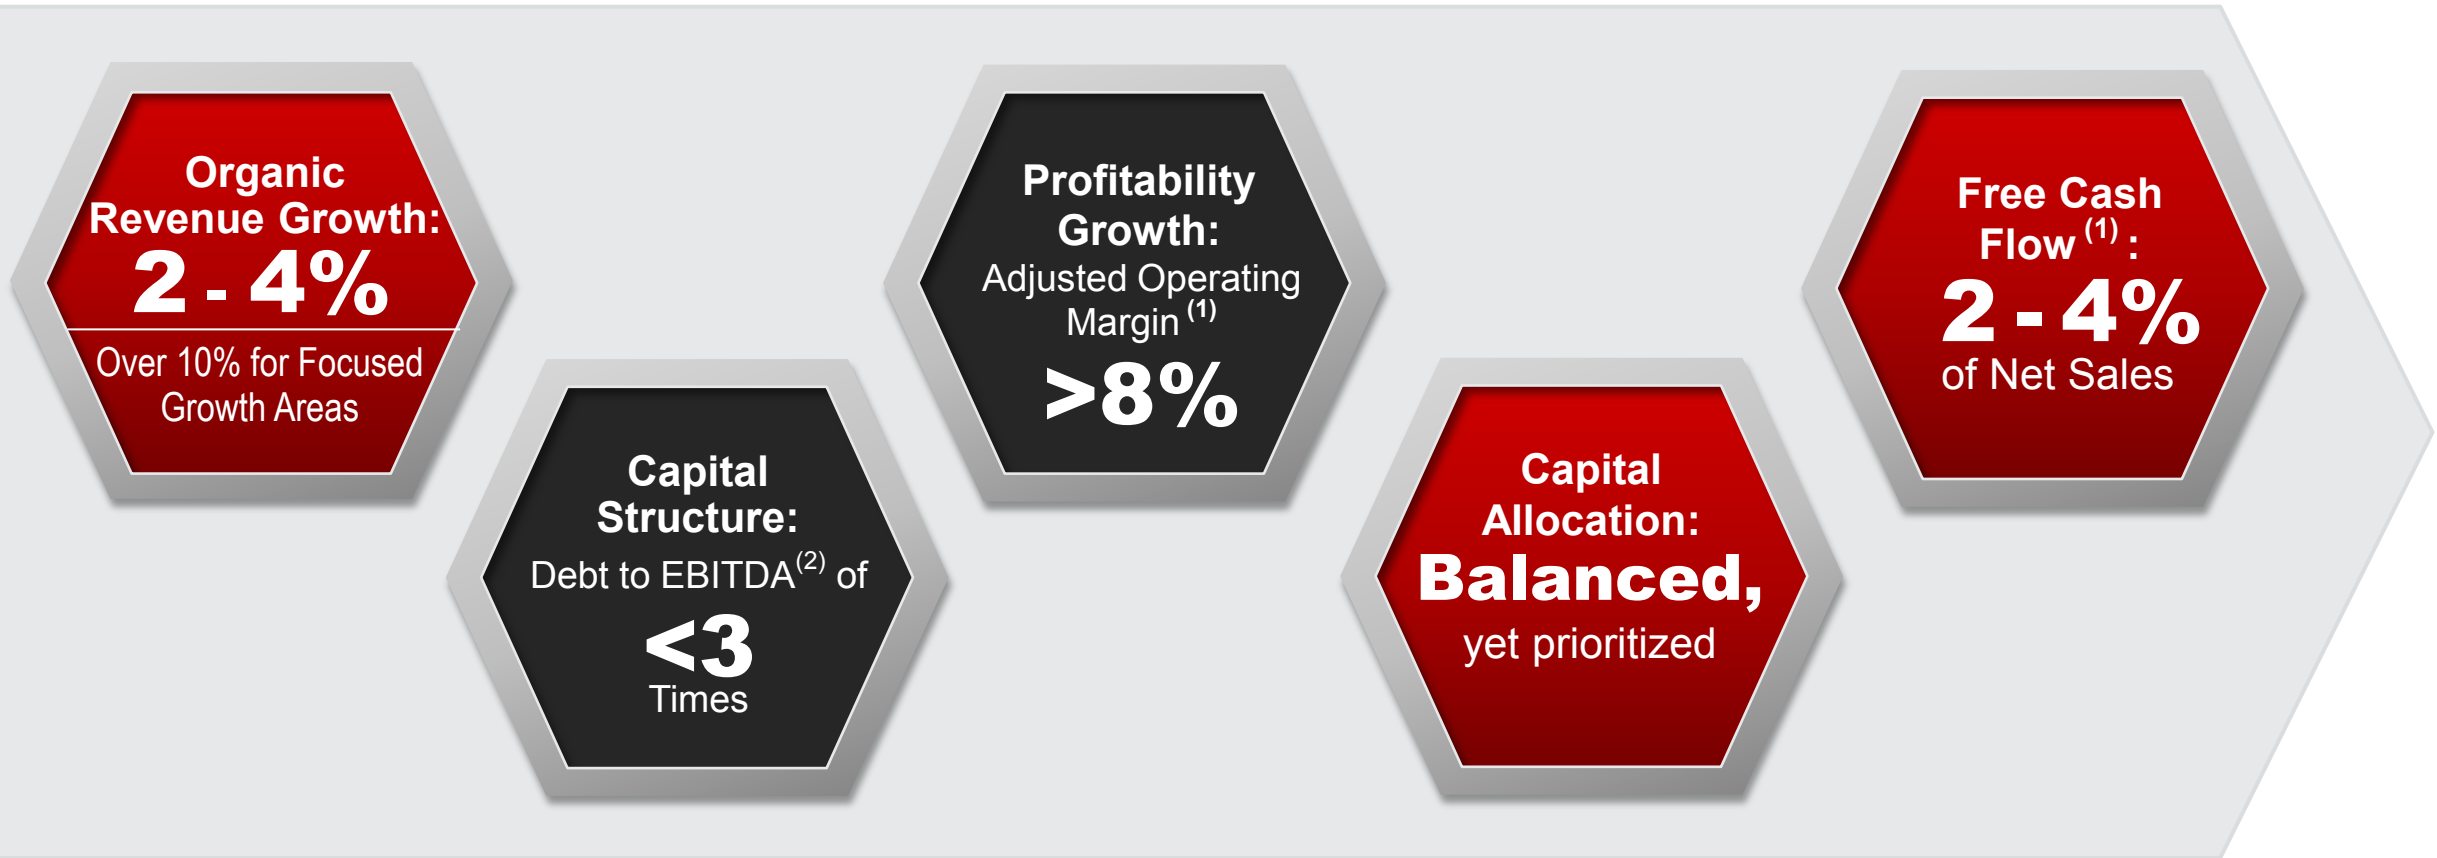 Organic
Revenue Growth:
2 - 4%
Over 10% for Focused
Growth Areas
Capital
Structure:
Debt to EBITDA(2) of
<3
Times
Profitability
Growth:
Adjusted Operating
Margin (1)
>8%
Capital
Allocation:
Balanced,
yet prioritized
Free Cash
Flow (1) :
2 - 4%
of Net Sales